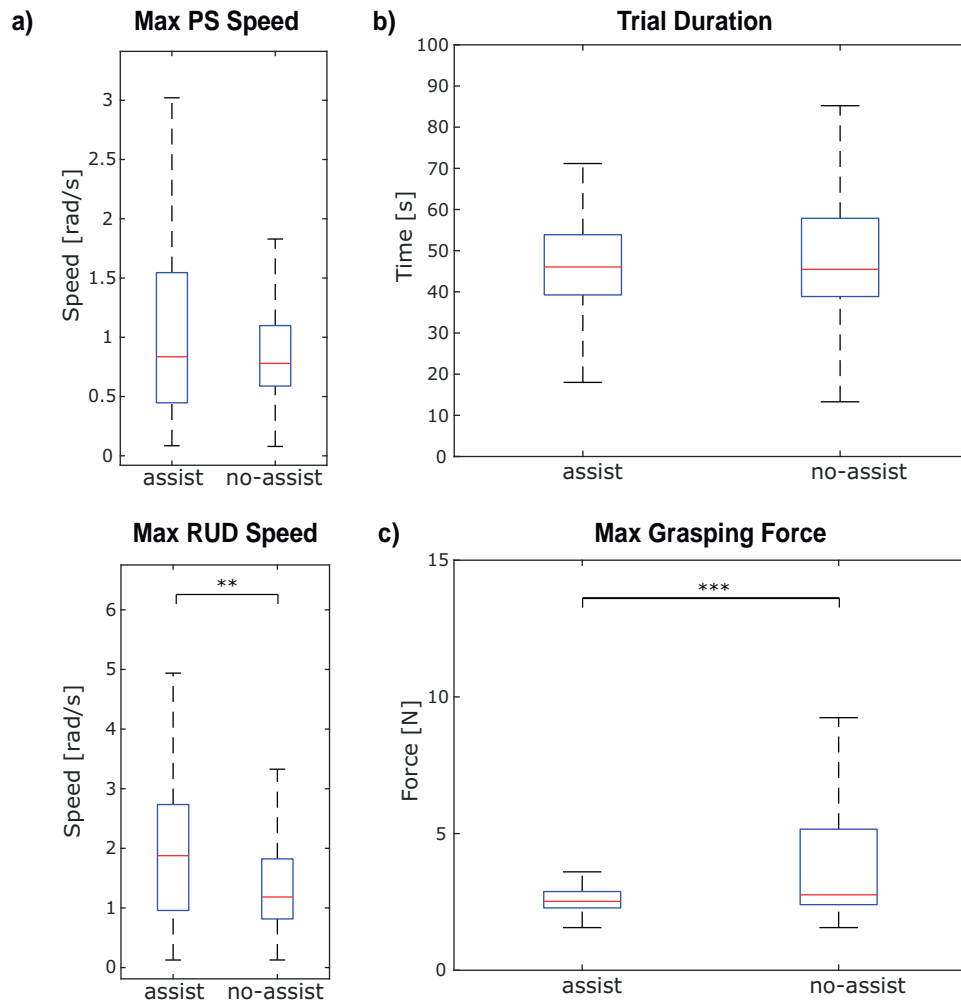 a)
Max PS Speed
Speed [rad/s]
3
2.5
2
1.5
1
0.5
0
assist no-assist
b)
Trial Duration
Time [s]
100
90
80
70
60
50
40
30
20
10
0
assist no-assist
Max RUD Speed
**
Speed [rad/s]
6
5
4
3
2
1
0
assist no-assist
c)
Max Grasping Force
***
Force [N]
15
10
5
0
assist no-assist